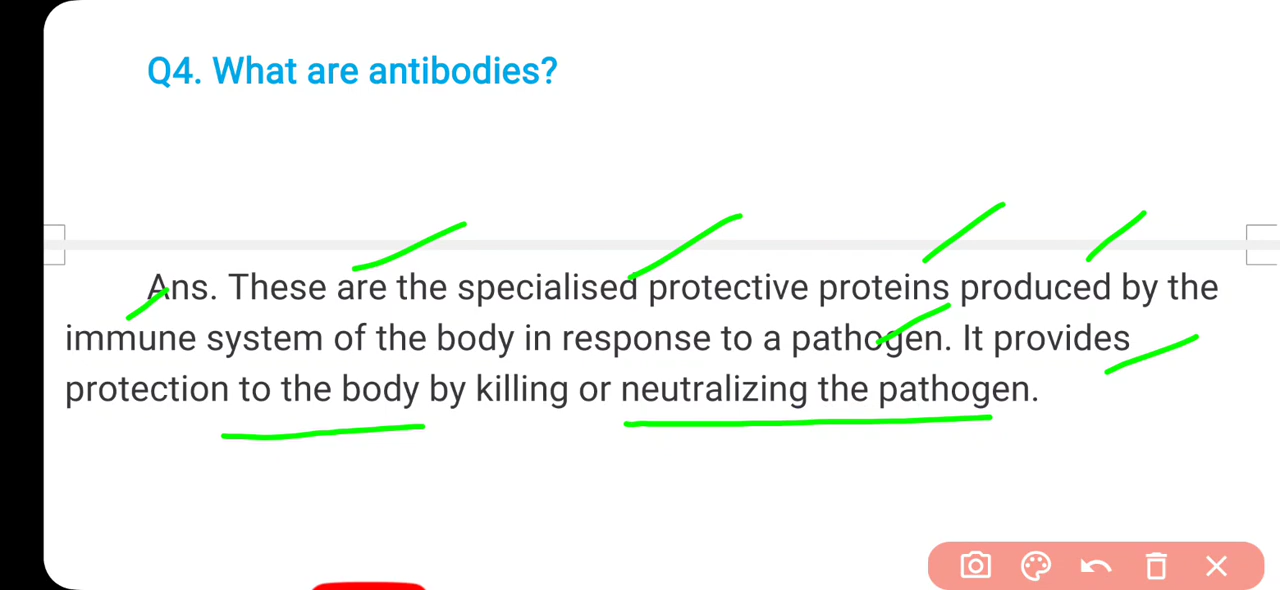 Q4. What are antibodies?
Ans. These are the specialised protective proteins produced by the
immune system of the body in response to a pathogen. It provides
protection to the body by killing or neutralizing the pathogen.